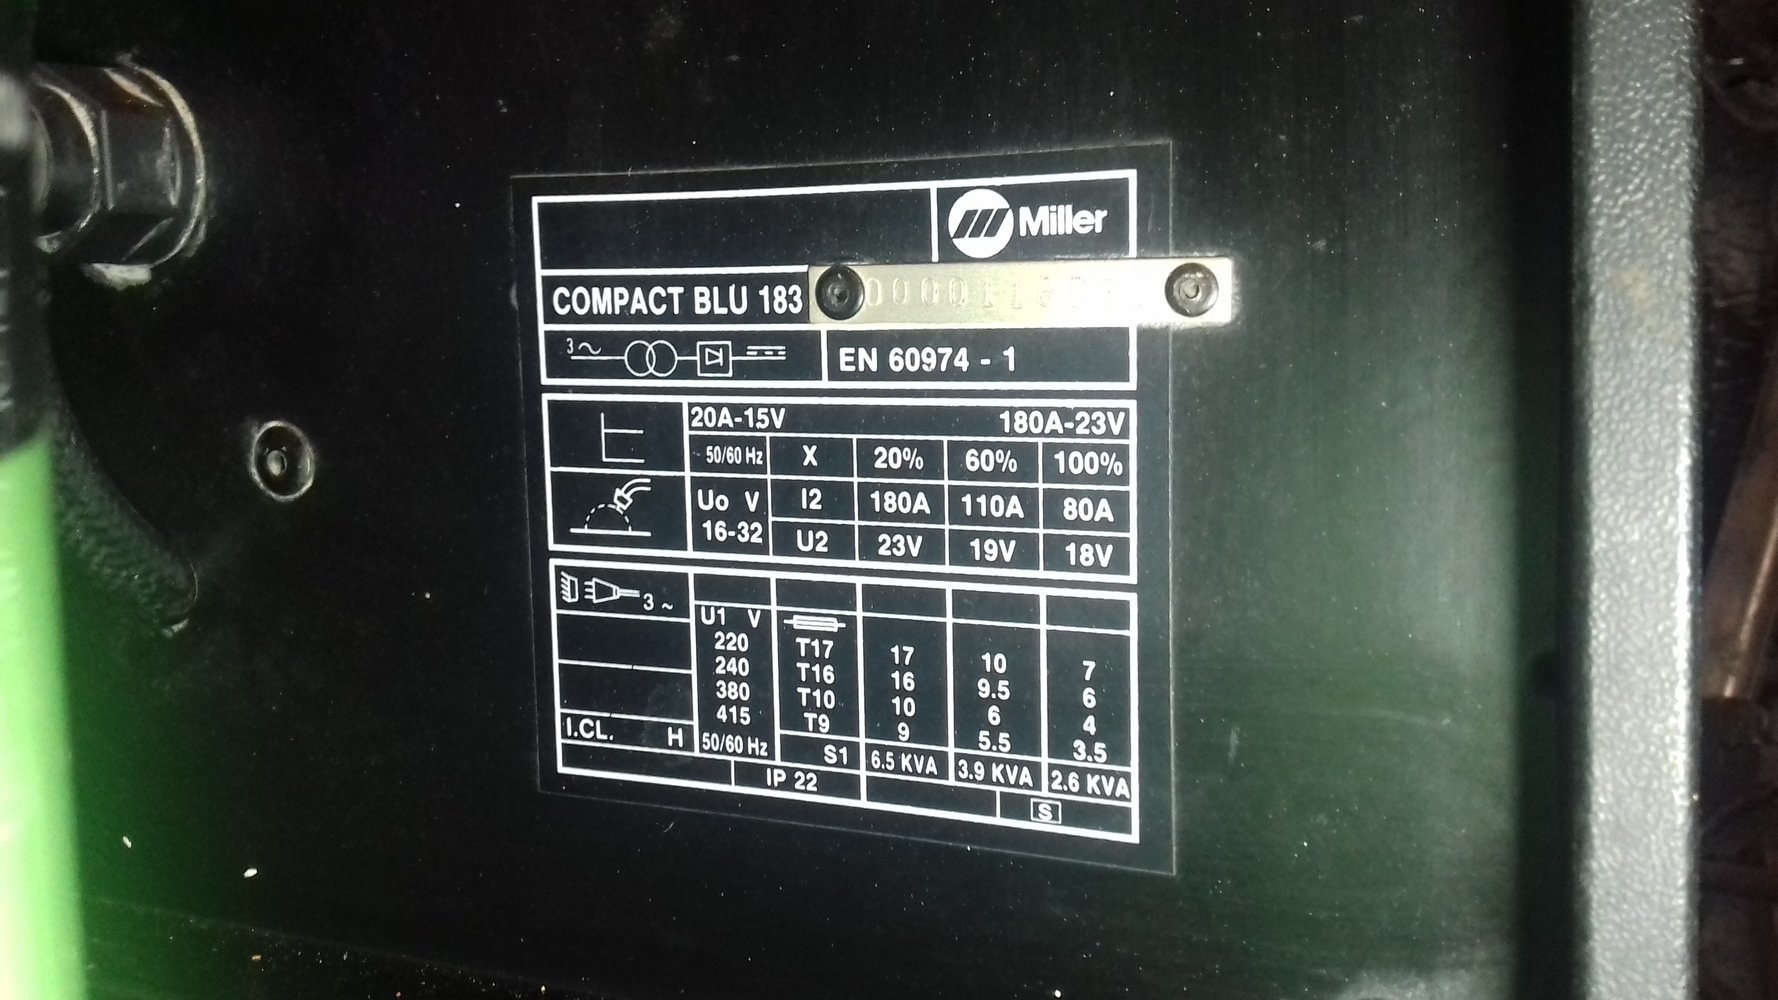 Miller
COMPACT BLU 183
3
EN 60974 - 1
20A-15V 180A-23V
50/60 Hz X 20% 60% 100%
Uo V I2 180A 110A 80A
16-32 U2 23V 19V 18V
3 ~
U1 V
220 T17 17 10 7
240 T16 16 9.5 6
380 T10 10 6 4
415 T9 9 5.5 3.5
I.CL. H 50/60 Hz S1 6.5 KVA 3.9 KVA 2.6 KVA
IP 22 S